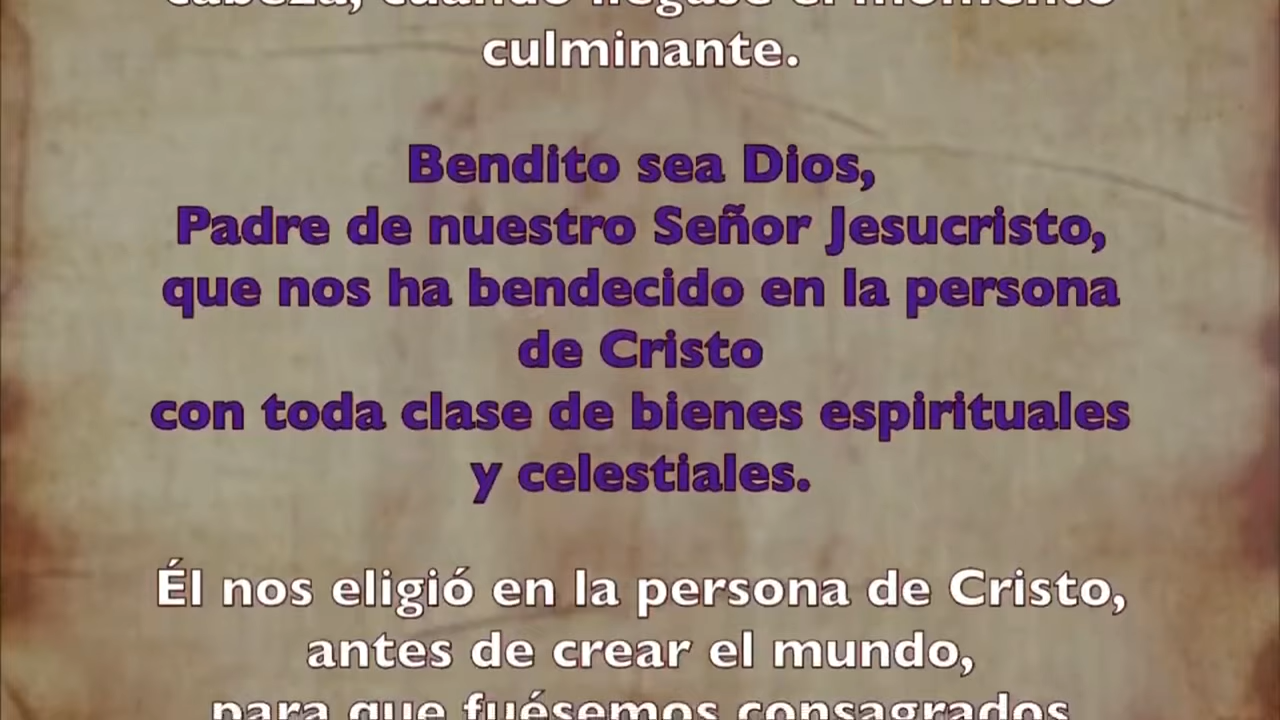 cabeza, cuando llegase el momento
culminante.
Bendito sea Dios,
Padre de nuestro Señor Jesucristo,
que nos ha bendecido en la persona
de Cristo
con toda clase de bienes espirituales
y celestiales.
Él nos eligió en la persona de Cristo,
antes de crear el mundo,
para que fuésemos consagrados